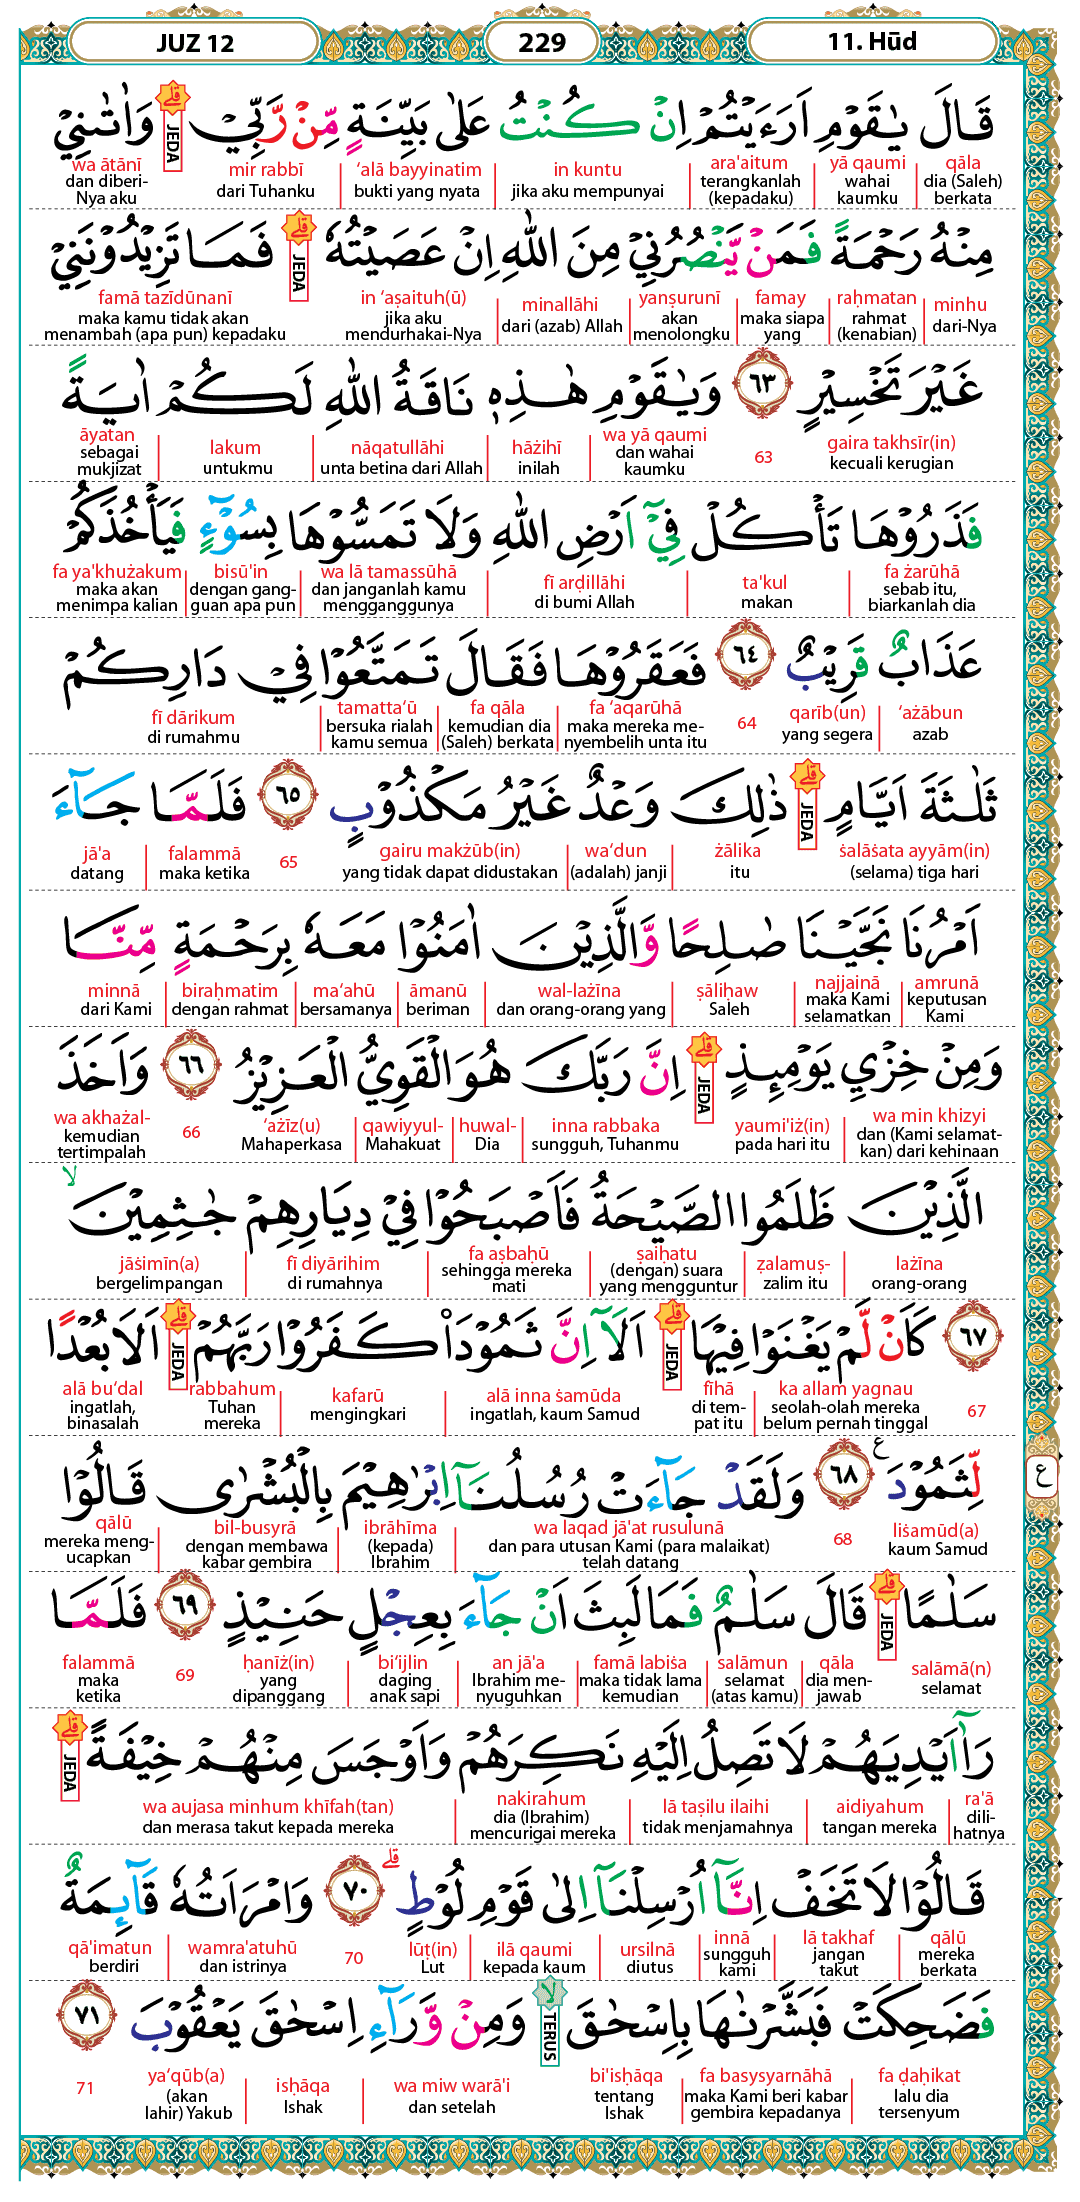 JUZ 12
229
11. Hūd
قَالَ يٰقَوْمِ اَرَءَيْتُمْ اِنْ كُنْتُ عَلٰى بَيِّنَةٍ مِّنْ رَّبِّيْ ۗ وَاٰتٰىنِيْ
JEDA
qāla yā qaumi ara'aitum in kuntu ‘alā bayyinatim mir rabbī wa ātānī
dia (Saleh) wahai terangkanlah jika aku mempunyai bukti yang nyata dari Tuhanku dan diberi-
berkata kaumku (kepadaku) Nya aku
مِنْهُ رَحْمَةً فَمَنْ يَّنْصُرُنِيْ مِنَ اللّٰهِ اِنْ عَصَيْتُهٗ ۗ فَمَا تَزِيْدُوْنَنِيْ
JEDA
minhu raḥmatan famay yanṣurunī minallāhi in ‘aṣaituh(ū) famā tazīdūnanī
dari-Nya rahmat maka siapa akan dari (azab) Allah jika aku maka kamu tidak akan
(kenabian) yang menolongku mendurhakai-Nya menambah (apa pun) kepadaku
غَيْرَ تَخْسِيْرٍ ٦٣ وَيٰقَوْمِ هٰذِهٖ نَاقَةُ اللّٰهِ لَكُمْ اٰيَةً
gaira takhsīr(in) 63 wa yā qaumi hāżihī nāqatullāhi lakum āyatan
kecuali kerugian dan wahai inilah unta betina dari Allah untukmu sebagai
kaumku mukjizat
فَذَرُوْهَا تَأْكُلْ فِيْٓ اَرْضِ اللّٰهِ وَلَا تَمَسُّوْهَا بِسُوْۤءٍ فَيَأْخُذَكُمْ
fa żarūhā ta'kul fī arḍillāhi wa lā tamassūhā bisū'in fa ya'khużakum
sebab itu, makan di bumi Allah dan janganlah kamu dengan gang- maka akan
biarkanlah dia mengganggunya guan apa pun menimpa kalian
عَذَابٌ قَرِيْبٌ ٦٤ فَعَقَرُوْهَا فَقَالَ تَمَتَّعُوْا فِيْ دَارِكُمْ
‘ażābun qarīb(un) 64 fa ‘aqarūhā fa qāla tamatta‘ū fī dārikum
azab yang segera maka mereka me- kemudian dia bersuka rialah di rumahmu
nyembelih unta itu (Saleh) berkata kamu semua
ثَلٰثَةَ اَيَّامٍ ۗ ذٰلِكَ وَعْدٌ غَيْرُ مَكْذُوْبٍ ٦٥ فَلَمَّا جَاۤءَ
JEDA
ṡalāṡata ayyām(in) żālika wa‘dun gairu makżūb(in) 65 falammā jā'a
(selama) tiga hari itu (adalah) janji yang tidak dapat didustakan maka ketika datang
اَمْرُنَا نَجَّيْنَا صٰلِحًا وَّالَّذِيْنَ اٰمَنُوْا مَعَهٗ بِرَحْمَةٍ مِّنَّا
amrunā najjainā ṣāliḥaw wal-lażīna āmanū ma‘ahū biraḥmatim minnā
keputusan maka Kami Saleh dan orang-orang yang beriman bersamanya dengan rahmat dari Kami
Kami selamatkan
وَمِنْ خِزْيِ يَوْمِىِٕذٍ ۗ اِنَّ رَبَّكَ هُوَ الْقَوِيُّ الْعَزِيْزُ ٦٦ وَاَخَذَ
JEDA
wa min khizyi yaumi'iż(in) inna rabbaka huwal- qawiyyul- ‘ażīz(u) 66 wa akhażal-
dan (Kami selamat- pada hari itu sungguh, Tuhanmu Dia Mahakuat Mahaperkasa kemudian
kan) dari kehinaan tertimpalah
الَّذِيْنَ ظَلَمُوا الصَّيْحَةُ فَاَصْبَحُوْا فِيْ دِيَارِهِمْ جٰثِمِيْنَ ۙ
lażīna ẓalamuṣ- ṣaiḥatu fa aṣbaḥū fī diyārihim jāṡimīn(a)
orang-orang zalim itu (dengan) suara sehingga mereka di rumahnya bergelimpangan
yang mengguntur mati
٦٧ كَاَنْ لَّمْ يَغْنَوْا فِيْهَا ۗ اَلَآ اِنَّ ثَمُوْدَا۟ كَفَرُوْا رَبَّهُمْ ۗ اَلَا بُعْدًا
JEDA JEDA
67 ka allam yagnau fīhā alā inna ṡamūda kafarū rabbahum alā bu‘dal
seolah-olah mereka di tem- ingatlah, kaum Samud mengingkari Tuhan ingatlah,
belum pernah tinggal pat itu mereka binasalah
لِّثَمُوْدَ ࣖ ٦٨ وَلَقَدْ جَاۤءَتْ رُسُلُنَآ اِبْرٰهِيْمَ بِالْبُشْرٰى قَالُوْا
ع
liṡamūd(a) 68 wa laqad jā'at rusulunā ibrāhīma bil-busyrā qālū
kaum Samud dan para utusan Kami (para malaikat) (kepada) dengan membawa mereka meng-
telah datang Ibrahim kabar gembira ucapkan
سَلٰمًا ۗ قَالَ سَلٰمٌ فَمَا لَبِثَ اَنْ جَاۤءَ بِعِجْلٍ حَنِيْذٍ ٦٩ فَلَمَّا
JEDA
salāmā(n) qāla salāmun famā labiṡa an jā'a bi‘ijlin ḥanīż(in) 69 falammā
selamat dia men- selamat maka tidak lama Ibrahim me- daging yang maka
jawab (atas kamu) kemudian nyuguhkan anak sapi dipanggang ketika
رَآٰ اَيْدِيَهُمْ لَا تَصِلُ اِلَيْهِ نَكِرَهُمْ وَاَوْجَسَ مِنْهُمْ خِيْفَةً ۗ
JEDA
ra'ā aidiyahum lā taṣilu ilaihi nakirahum wa aujasa minhum khīfah(tan)
dili- tangan mereka tidak menjamahnya dia (Ibrahim) dan merasa takut kepada mereka
hatnya mencurigai mereka
قَالُوْا لَا تَخَفْ اِنَّآ اُرْسِلْنَآ اِلٰى قَوْمِ لُوْطٍ ۗ ٧٠ وَامْرَاَتُهٗ قَاۤىِٕمَةٌ
qālū lā takhaf innā ursilnā ilā qaumi lūṭ(in) 70 wamra'atuhū qā'imatun
mereka jangan sungguh diutus kepada kaum Lut dan istrinya berdiri
berkata takut kami
فَضَحِكَتْ فَبَشَّرْنٰهَا بِاِسْحٰقَ ۙ وَمِنْ وَّرَاۤءِ اِسْحٰقَ يَعْقُوْبَ ٧١
TERUS
fa ḍaḥikat fa basysyarnāhā bi'isḥāqa wa miw warā'i isḥāqa ya‘qūb(a) 71
lalu dia maka Kami beri kabar tentang dan setelah Ishak (akan
tersenyum gembira kepadanya Ishak lahir) Yakub